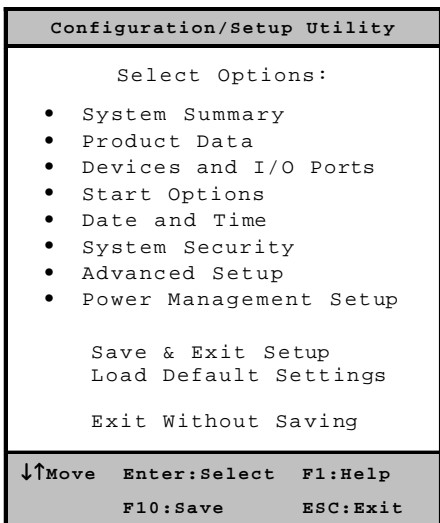 Configuration/Setup Utility
Select Options:
• System Summary
• Product Data
• Devices and I/O Ports
• Start Options
• Date and Time
• System Security
• Advanced Setup
• Power Management Setup
Save & Exit Setup
Load Default Settings
Exit Without Saving
↓↑Move Enter:Select F1:Help
F10:Save ESC:Exit